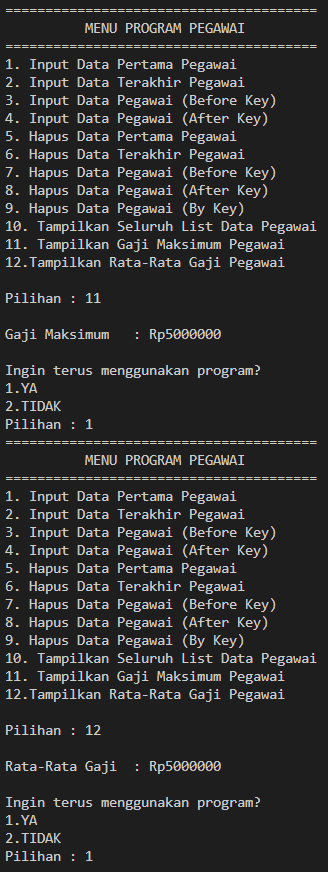 =======================================
MENU PROGRAM PEGAWAI
=======================================
1. Input Data Pertama Pegawai
2. Input Data Terakhir Pegawai
3. Input Data Pegawai (Before Key)
4. Input Data Pegawai (After Key)
5. Hapus Data Pertama Pegawai
6. Hapus Data Terakhir Pegawai
7. Hapus Data Pegawai (Before Key)
8. Hapus Data Pegawai (After Key)
9. Hapus Data Pegawai (By Key)
10. Tampilkan Seluruh List Data Pegawai
11. Tampilkan Gaji Maksimum Pegawai
12.Tampilkan Rata-Rata Gaji Pegawai
Pilihan : 11
Gaji Maksimum   : Rp5000000
Ingin terus menggunakan program?
1.YA
2.TIDAK
Pilihan : 1
=======================================
MENU PROGRAM PEGAWAI
=======================================
1. Input Data Pertama Pegawai
2. Input Data Terakhir Pegawai
3. Input Data Pegawai (Before Key)
4. Input Data Pegawai (After Key)
5. Hapus Data Pertama Pegawai
6. Hapus Data Terakhir Pegawai
7. Hapus Data Pegawai (Before Key)
8. Hapus Data Pegawai (After Key)
9. Hapus Data Pegawai (By Key)
10. Tampilkan Seluruh List Data Pegawai
11. Tampilkan Gaji Maksimum Pegawai
12.Tampilkan Rata-Rata Gaji Pegawai
Pilihan : 12
Rata-Rata Gaji  : Rp5000000
Ingin terus menggunakan program?
1.YA
2.TIDAK
Pilihan : 1